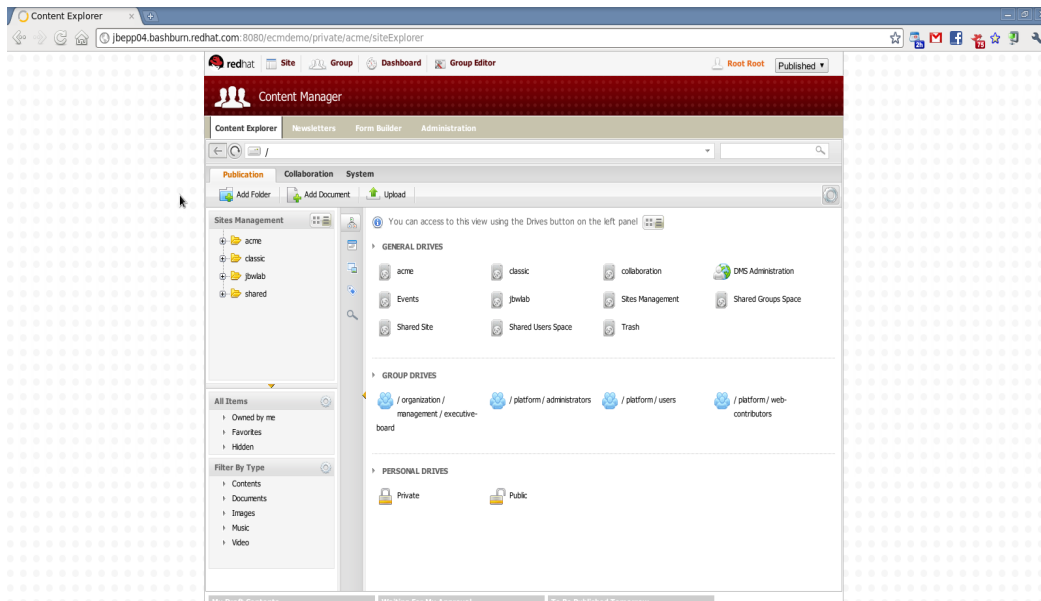 Content Explorer
jbepp04.bashburn.redhat.com:8080/ecmdemo/private/acme/siteExplorer
2h
75
redhat Site Group Dashboard Group Editor Root Root Published
Content Manager
Content Explorer Newsletters Form Builder Administration
/
Publication Collaboration System
Add Folder Add Document Upload
Sites Management
acme
classic
jbwlab
shared
All Items
Owned by me
Favorites
Hidden
Filter By Type
Contents
Documents
Images
Music
Video
You can access to this view using the Drives button on the left panel
GENERAL DRIVES
acme classic collaboration DMS Administration
Events jbwlab Sites Management Shared Groups Space
Shared Site Shared Users Space Trash
GROUP DRIVES
/ organization / / platform / administrators / platform / users / platform / web-
management / executive- contributors
board
PERSONAL DRIVES
Private Public